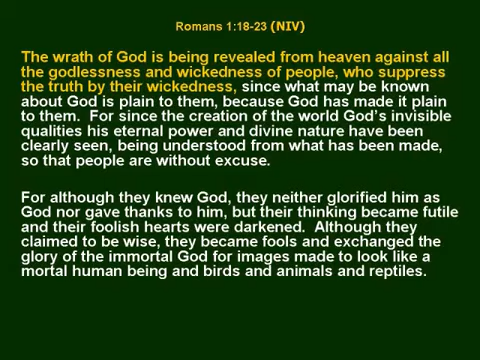 Romans 1:18-23 (NIV)
The wrath of God is being revealed from heaven against all
the godlessness and wickedness of people, who suppress
the truth by their wickedness, since what may be known
about God is plain to them, because God has made it plain
to them.  For since the creation of the world God's invisible
qualities his eternal power and divine nature have been
clearly seen, being understood from what has been made,
so that people are without excuse.
For although they knew God, they neither glorified him as
God nor gave thanks to him, but their thinking became futile
and their foolish hearts were darkened.  Although they
claimed to be wise, they became fools and exchanged the
glory of the immortal God for images made to look like a
mortal human being and birds and animals and reptiles.